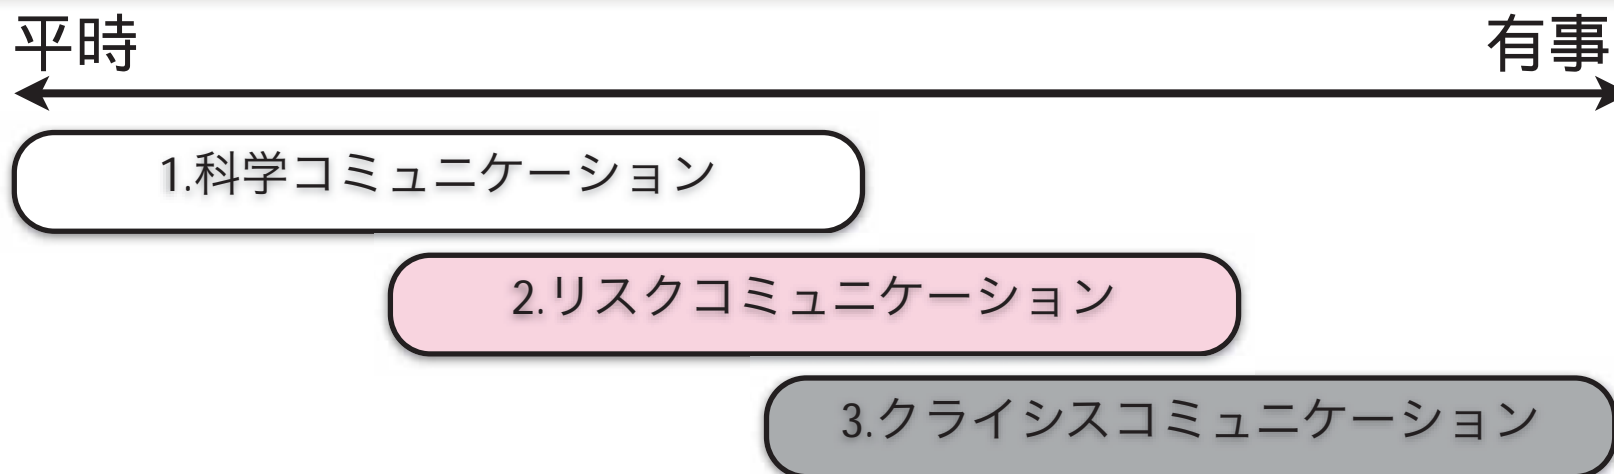 平時 有事
1.科学コミュニケーション
2.リスクコミュニケーション
3.クライシスコミュニケーション